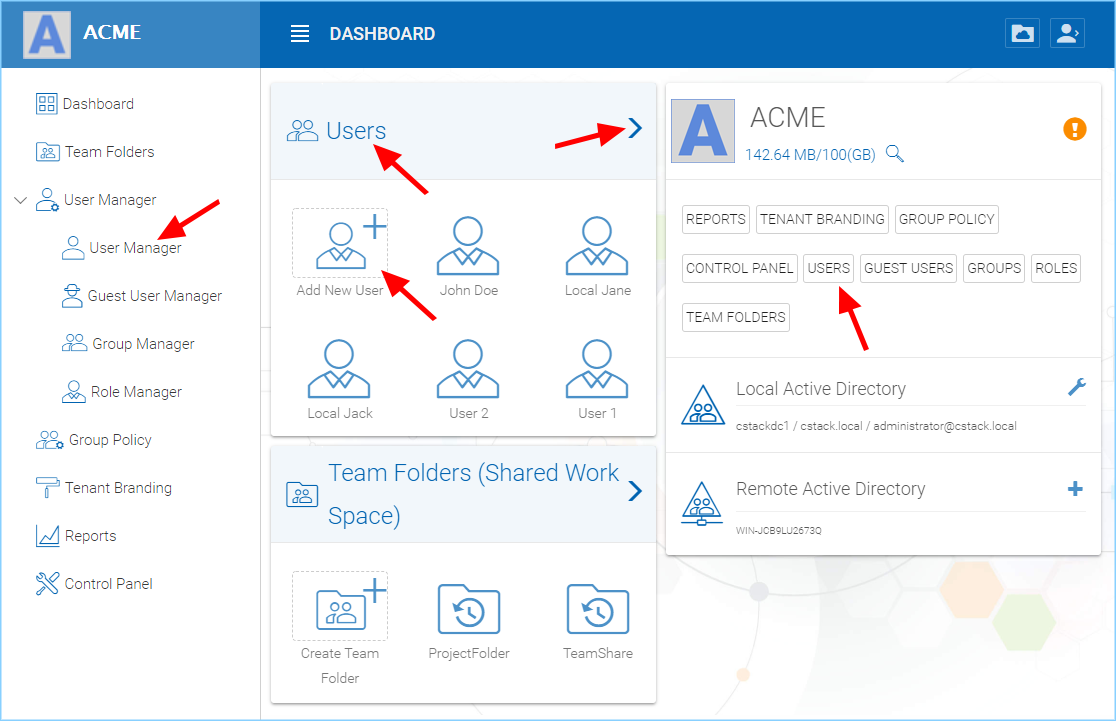 A ACME
DASHBOARD
Dashboard
Team Folders
User Manager
User Manager
Guest User Manager
Group Manager
Role Manager
Group Policy
Tenant Branding
Reports
Control Panel
Users
Add New User
John Doe
Local Jane
Local Jack
User 2
User 1
Team Folders (Shared Work
Space)
Create Team
Folder
ProjectFolder
TeamShare
A ACME
142.64 MB/100(GB)
REPORTS TENANT BRANDING GROUP POLICY
CONTROL PANEL USERS GUEST USERS GROUPS ROLES
TEAM FOLDERS
Local Active Directory
cstackdc1 / cstack.local / administrator@cstack.local
Remote Active Directory
WIN-JCB9LU2673Q